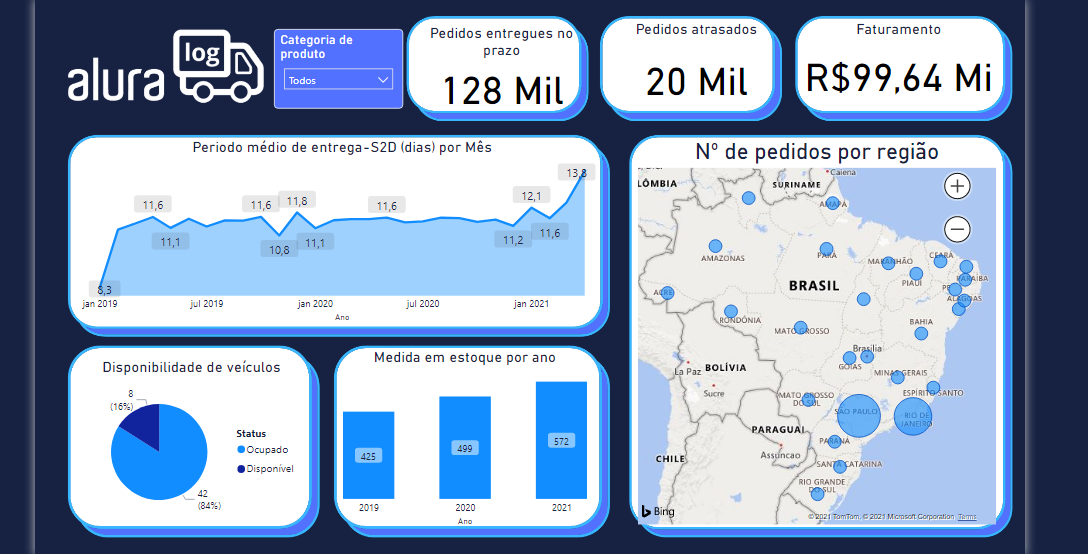 alura
log
Categoria de
produto
Todos
Pedidos entregues no
prazo
128 Mil
Pedidos atrasados
20 Mil
Faturamento
R$99,64 Mi
Periodo médio de entrega-S2D (dias) por Mês
8,3
11,6
11,1
11,6
10,8
11,8
11,1
11,6
11,2
12,1
11,6
13,8
jan 2019
jul 2019
jan 2020
jul 2020
jan 2021
Ano
Disponibilidade de veículos
8
(16%)
42
(84%)
Status
Ocupado
Disponível
Medida em estoque por ano
425
499
572
2019
2020
2021
Ano
Nº de pedidos por região
LÔMBIA
SURINAME
Caiena
AMAPÁ
AMAZONAS
PARÁ
MARANHÃO
CEARÁ
PIAUÍ
PARAÍBA
ALAGOAS
BRASIL
ACRE
RONDÔNIA
MATO GROSSO
BAHIA
Brasília
GOIÁS
MINAS GERAIS
ESPÍRITO SANTO
La Paz
BOLÍVIA
Sucre
MATO GROSSO
DO SUL
SÃO PAULO
RIO DE
JANEIRO
PARAGUAI
PARANÁ
Assuncao
CHILE
SANTA CATARINA
RIO GRANDE
DO SUL
Bing
© 2021 TomTom, © 2021 Microsoft Corporation Terms